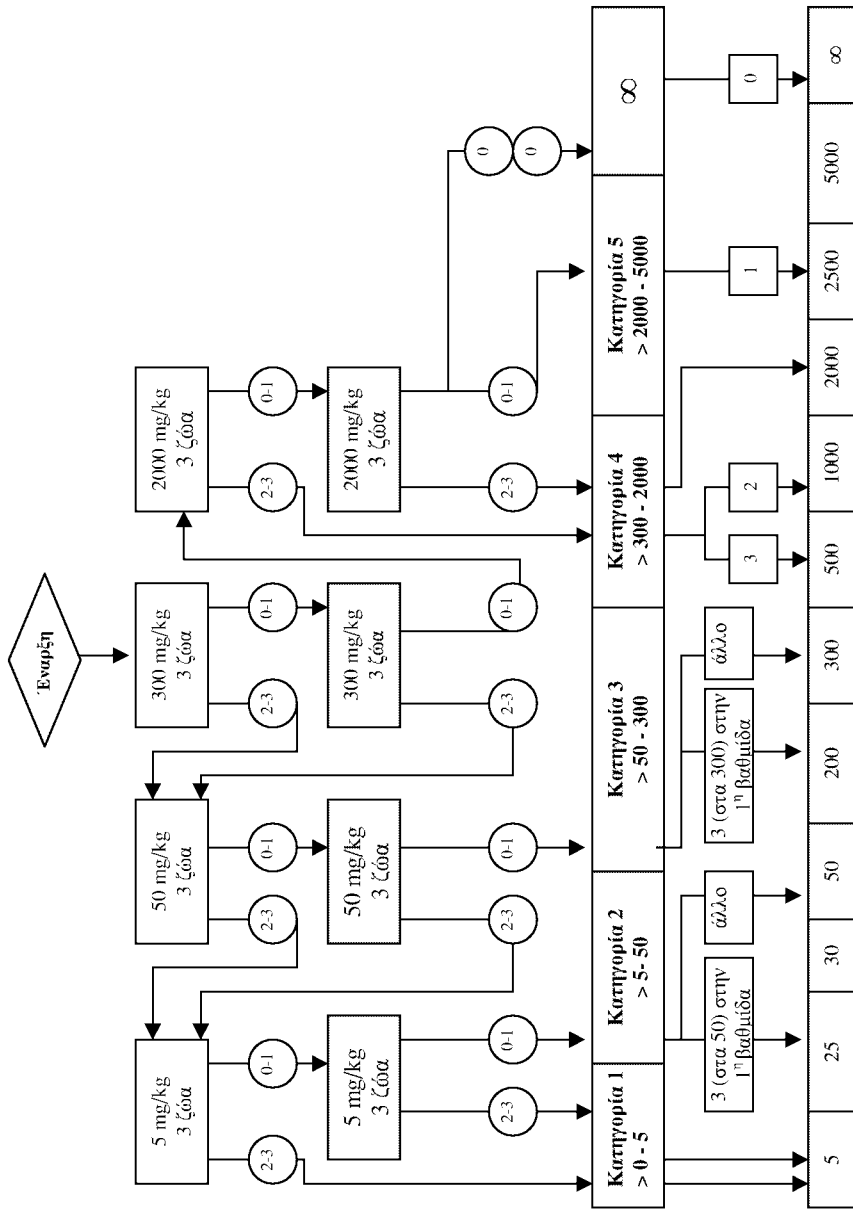 Έναρξη
5 mg/kg
3 ζώα
50 mg/kg
3 ζώα
300 mg/kg
3 ζώα
2000 mg/kg
3 ζώα
2-3
0-1
2-3
0-1
2-3
0-1
2-3
0-1
5 mg/kg
3 ζώα
50 mg/kg
3 ζώα
300 mg/kg
3 ζώα
2000 mg/kg
3 ζώα
2-3
0-1
2-3
0-1
2-3
0-1
2-3
0-1
0
0
Κατηγορία 1
> 0 - 5
Κατηγορία 2
> 5- 50
Κατηγορία 3
> 50 - 300
Κατηγορία 4
> 300 - 2000
Κατηγορία 5
> 2000 - 5000
∞
3 (στα 50) στην
1η βαθμίδα
άλλο
3 (στα 300) στην
1η βαθμίδα
άλλο
3
2
1
0
5
25
30
50
200
300
500
1000
2000
2500
5000
∞